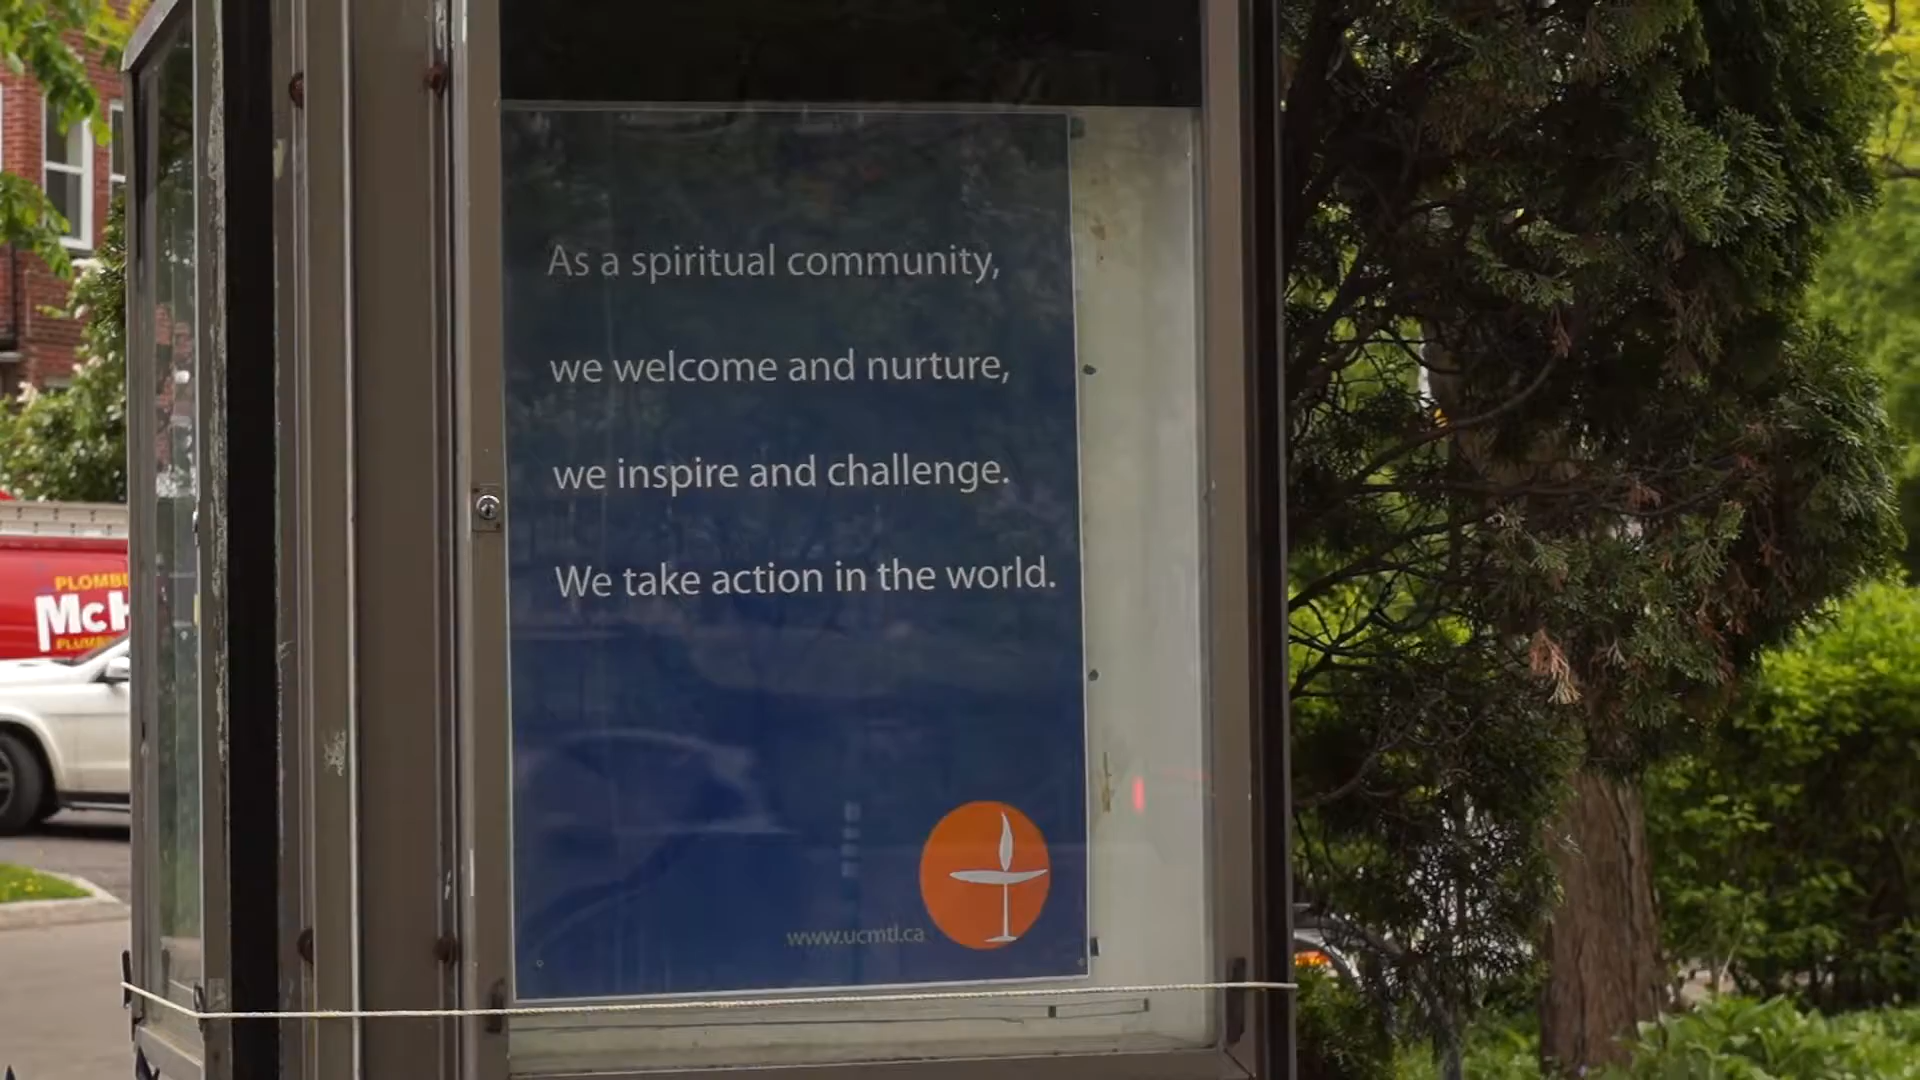 As a spiritual community,
we welcome and nurture,
we inspire and challenge.
We take action in the world.
www.ucmtl.ca